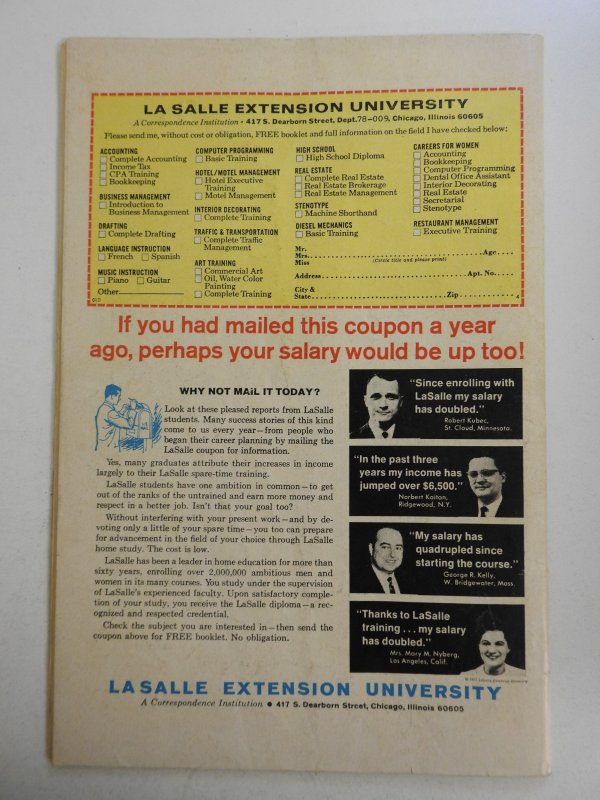 LA SALLE EXTENSION UNIVERSITY
A Correspondence Institution • 417 S. Dearborn Street, Dept. 78-009, Chicago, Illinois 60605
Please send me, without cost or obligation, FREE booklet and full information on the field I have checked below:
ACCOUNTING
Complete Accounting
Income Tax
CPA Training
Bookkeeping
BUSINESS MANAGEMENT
Introduction to
Business Management
DRAFTING
Complete Drafting
LANGUAGE INSTRUCTION
French Spanish
MUSIC INSTRUCTION
Piano Guitar
Other
COMPUTER PROGRAMMING
Basic Training
HOTEL/MOTEL MANAGEMENT
Hotel Executive
Training
Motel Management
INTERIOR DECORATING
Complete Training
TRAFFIC & TRANSPORTATION
Complete Traffic
Management
ART TRAINING
Commercial Art
Oil, Water Color
Painting
Complete Training
HIGH SCHOOL
High School Diploma
REAL ESTATE
Complete Real Estate
Real Estate Brokerage
Real Estate Management
STENOTYPE
Machine Shorthand
DIESEL MECHANICS
Basic Training
CAREERS FOR WOMEN
Accounting
Bookkeeping
Computer Programming
Dental Office Assistant
Interior Decorating
Real Estate
Secretarial
Stenotype
RESTAURANT MANAGEMENT
Executive Training
Mr.
Mrs. Age
Miss (Circle title and please print)
Address Apt. No.
City &
State Zip
If you had mailed this coupon a year
ago, perhaps your salary would be up too!
WHY NOT MAIL IT TODAY?
Look at these pleased reports from LaSalle
students. Many success stories of this kind
come to us every year—from people who
began their career planning by mailing the
LaSalle coupon for information.
Yes, many graduates attribute their increases in income
largely to their LaSalle spare-time training.
LaSalle students have one ambition in common—to get
out of the ranks of the untrained and earn more money and
respect in a better job. Isn't that your goal too?
Without interfering with your present work—and by de-
voting only a little of your spare time—you too can prepare
for advancement in the field of your choice through LaSalle
home study. The cost is low.
LaSalle has been a leader in home education for more than
sixty years, enrolling over 2,000,000 ambitious men and
women in its many courses. You study under the supervision
of LaSalle's experienced faculty. Upon satisfactory comple-
tion of your study, you receive the LaSalle diploma—a rec-
ognized and respected credential.
Check the subject you are interested in—then send the
coupon above for FREE booklet. No obligation.
"Since enrolling with
LaSalle my salary
has doubled."
Robert Kubec,
St. Cloud, Minnesota.
"In the past three
years my income has
jumped over $6,500."
Norbert Kaiton,
Ridgewood, N.Y.
"My salary has
quadrupled since
starting the course."
George R. Kelly,
W. Bridgewater, Mass.
"Thanks to LaSalle
training . . . my salary
has doubled."
Mrs. Mary M. Nyberg,
Los Angeles, Calif.
LA SALLE EXTENSION UNIVERSITY
A Correspondence Institution • 417 S. Dearborn Street, Chicago, Illinois 60605